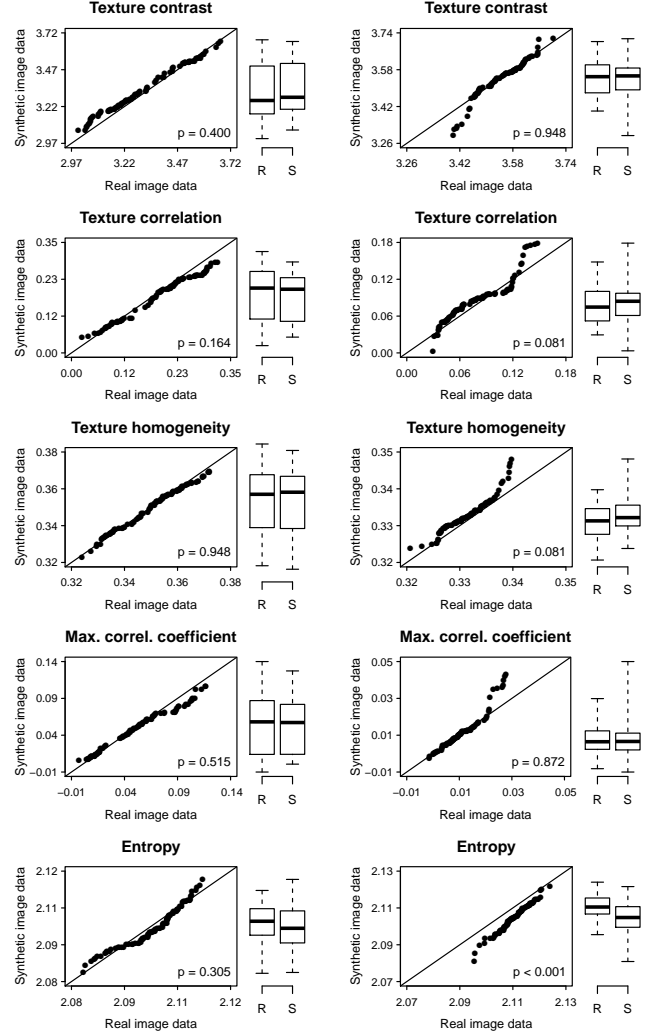 Texture contrast
Synthetic image data
3.72
3.47
3.22
2.97
p = 0.400
2.97 3.22 3.47 3.72
Real image data
R S
Texture contrast
Synthetic image data
3.74
3.58
3.42
3.26
p = 0.948
3.26 3.42 3.58 3.74
Real image data
R S
Texture correlation
Synthetic image data
0.35
0.23
0.12
0.00
p = 0.164
0.00 0.12 0.23 0.35
Real image data
R S
Texture correlation
Synthetic image data
0.18
0.12
0.06
0.00
p = 0.081
0.00 0.06 0.12 0.18
Real image data
R S
Texture homogeneity
Synthetic image data
0.38
0.36
0.34
0.32
p = 0.948
0.32 0.34 0.36 0.38
Real image data
R S
Texture homogeneity
Synthetic image data
0.35
0.34
0.33
0.32
p = 0.081
0.32 0.33 0.34 0.35
Real image data
R S
Max. correl. coefficient
Synthetic image data
0.14
0.09
0.04
−0.01
p = 0.515
−0.01 0.04 0.09 0.14
Real image data
R S
Max. correl. coefficient
Synthetic image data
0.05
0.03
0.01
−0.01
p = 0.872
−0.01 0.01 0.03 0.05
Real image data
R S
Entropy
Synthetic image data
2.12
2.11
2.09
2.08
p = 0.305
2.08 2.09 2.11 2.12
Real image data
R S
Entropy
Synthetic image data
2.13
2.11
2.09
2.07
p < 0.001
2.07 2.09 2.11 2.13
Real image data
R S